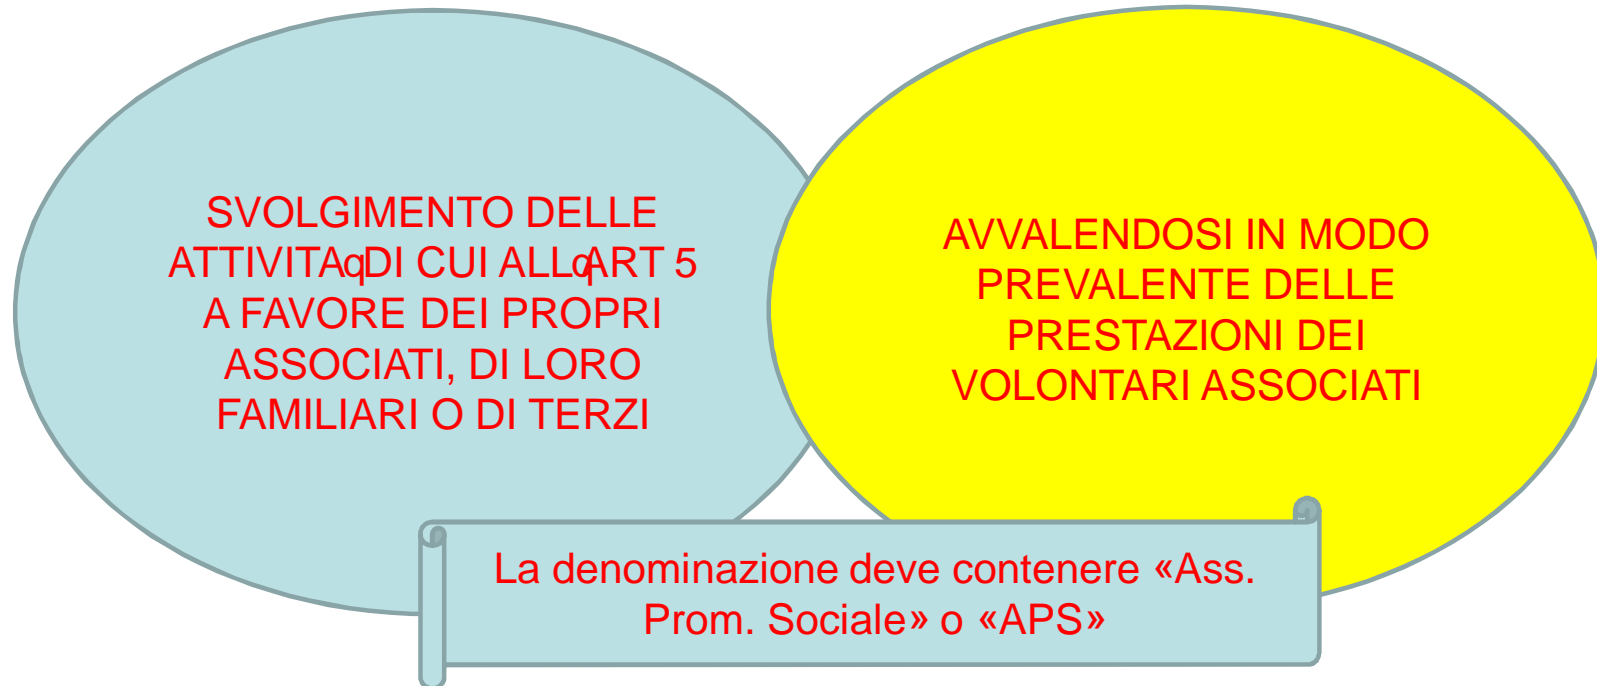 SVOLGIMENTO DELLE
ATTIVITAqDI CUI ALLqART 5
A FAVORE DEI PROPRI
ASSOCIATI, DI LORO
FAMILIARI O DI TERZI
AVVALENDOSI IN MODO
PREVALENTE DELLE
PRESTAZIONI DEI
VOLONTARI ASSOCIATI
La denominazione deve contenere «Ass.
Prom. Sociale» o «APS»